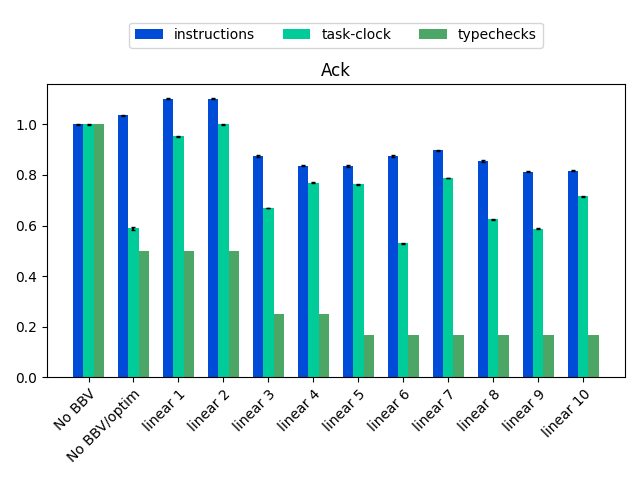 instructions task-clock typechecks
Ack
1.0
0.8
0.6
0.4
0.2
0.0
No BBV
No BBV/optim
linear 1
linear 2
linear 3
linear 4
linear 5
linear 6
linear 7
linear 8
linear 9
linear 10